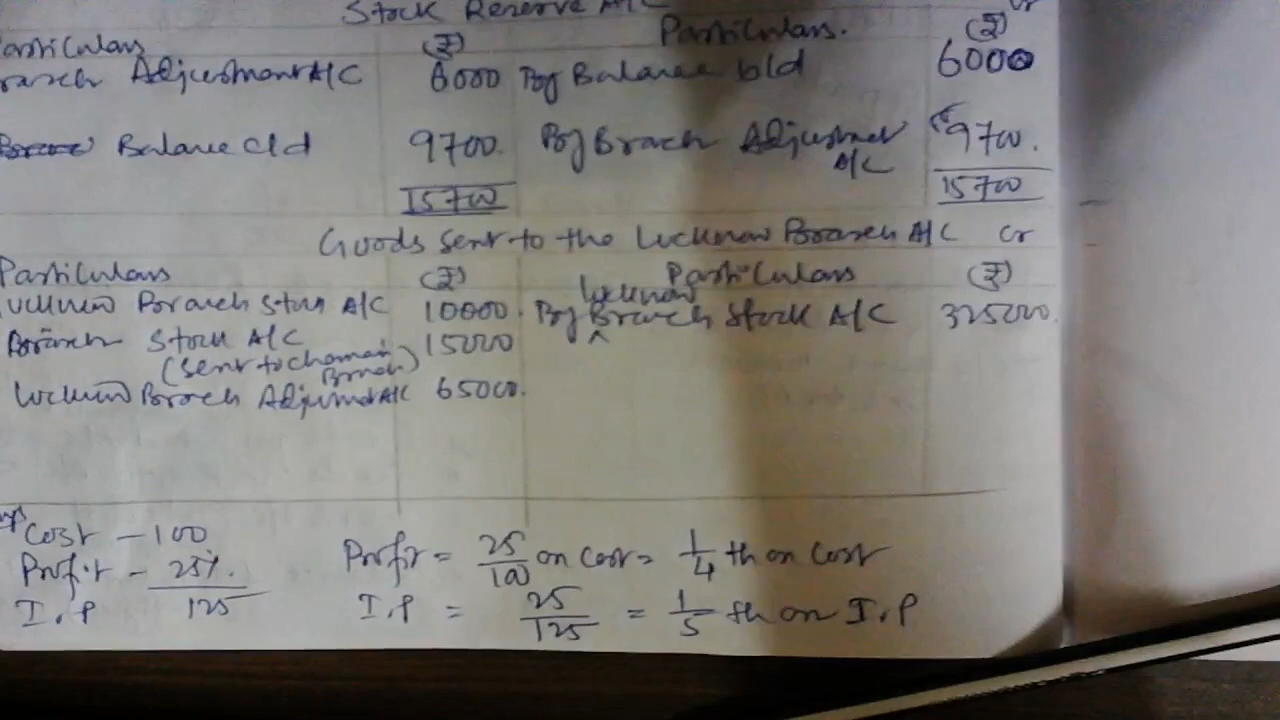 Stock Reserve A/C Cr
Particulars (₹) Particulars. (₹)
Branch Adjustment A/C 6000 By Balance b/d 6000
Balance c/d 9700 By Branch Adjustment A/C 9700.
15700 15700
Goods Sent to the Lucknow Branch A/C Cr
Particulars (₹) Particulars (₹)
Lucknow Branch Stock A/C 10000. By Lucknow Branch Stock A/C 325000.
Branch Stock A/C 15000
(sent to Branch)
Lucknow Branch Adjusmet A/C 65000.
Cost - 100
Profit - 25%. Profit = 25/100 on cost = 1/4 th on cost
I.P 125 I.P = 25/125 = 1/5 th on I.P